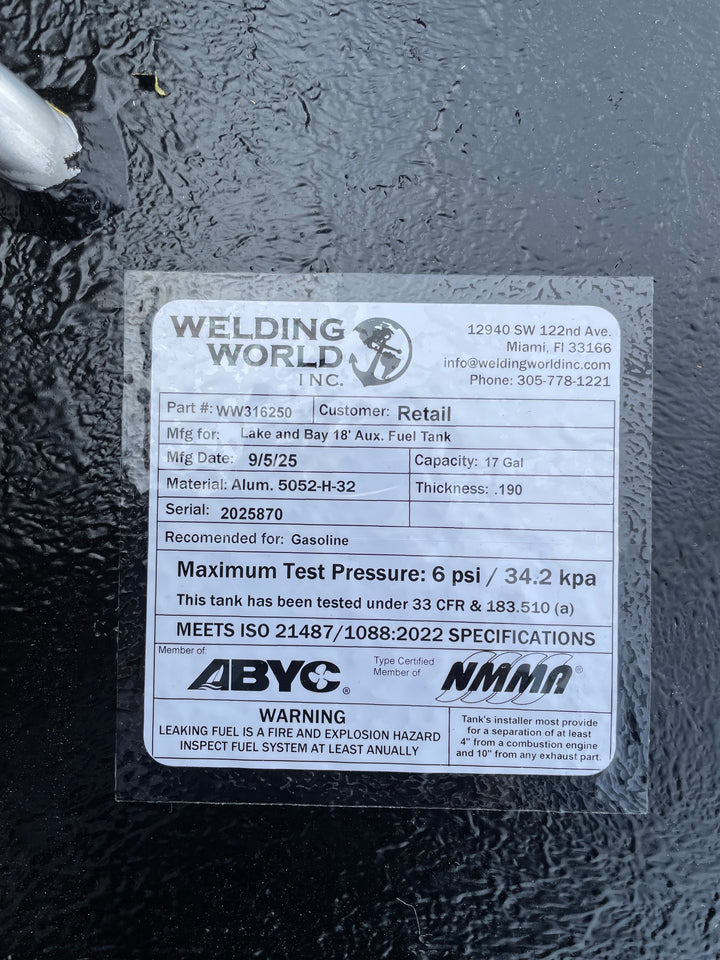 WELDING
WORLD
INC.
12940 SW 122nd Ave.
Miami, Fl 33166
info@weldingworldinc.com
Phone: 305-778-1221
Part #: WW316250 Customer: Retail
Mfg for: Lake and Bay 18' Aux. Fuel Tank
Mfg Date: 9/5/25 Capacity: 17 Gal
Material: Alum. 5052-H-32 Thickness: .190
Serial: 2025870
Recomended for: Gasoline
Maximum Test Pressure: 6 psi / 34.2 kpa
This tank has been tested under 33 CFR & 183.510 (a)
MEETS ISO 21487/1088:2022 SPECIFICATIONS
Member of:
ABYC®
Type Certified
Member of
NMMA®
WARNING
LEAKING FUEL IS A FIRE AND EXPLOSION HAZARD
INSPECT FUEL SYSTEM AT LEAST ANUALLY
Tank's installer most provide
for a separation of at least
4" from a combustion engine
and 10" from any exhaust part.